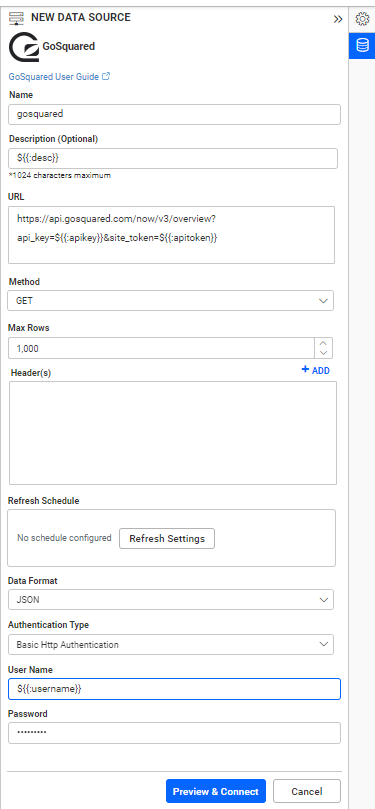 NEW DATA SOURCE
GoSquared
GoSquared User Guide
Name
gosquared
Description (Optional)
${{:desc}}
*1024 characters maximum
URL
https://api.gosquared.com/now/v3/overview?
api_key=${{:apikey}}&site_token=${{:apitoken}}
Method
GET
Max Rows
1,000
Header(s)
+ ADD
Refresh Schedule
No schedule configured
Refresh Settings
Data Format
JSON
Authentication Type
Basic Http Authentication
User Name
${{:username}}
Password
•••••••••
Preview & Connect
Cancel